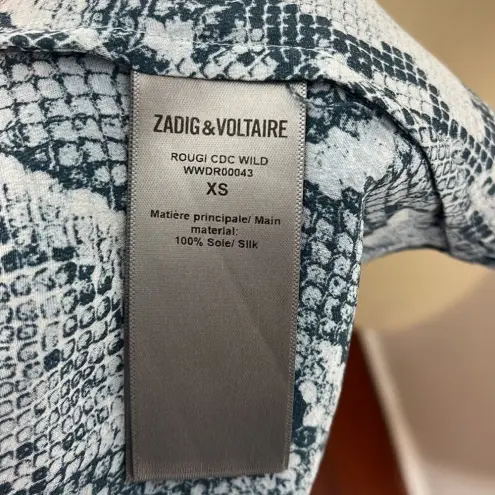 ZADIG & VOLTAIRE
ROUGI CDC WILD
WWDR00043
XS
Matière principale/ Main
material:
100% Soie/ Silk